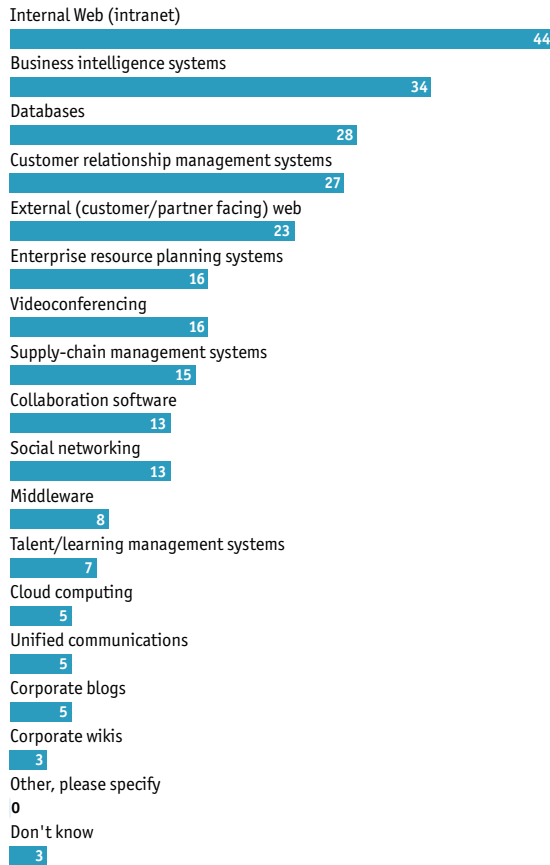 Internal Web (intranet)
44
Business intelligence systems
34
Databases
28
Customer relationship management systems
27
External (customer/partner facing) web
23
Enterprise resource planning systems
16
Videoconferencing
16
Supply-chain management systems
15
Collaboration software
13
Social networking
13
Middleware
8
Talent/learning management systems
7
Cloud computing
5
Unified communications
5
Corporate blogs
5
Corporate wikis
3
Other, please specify
0
Don't know
3